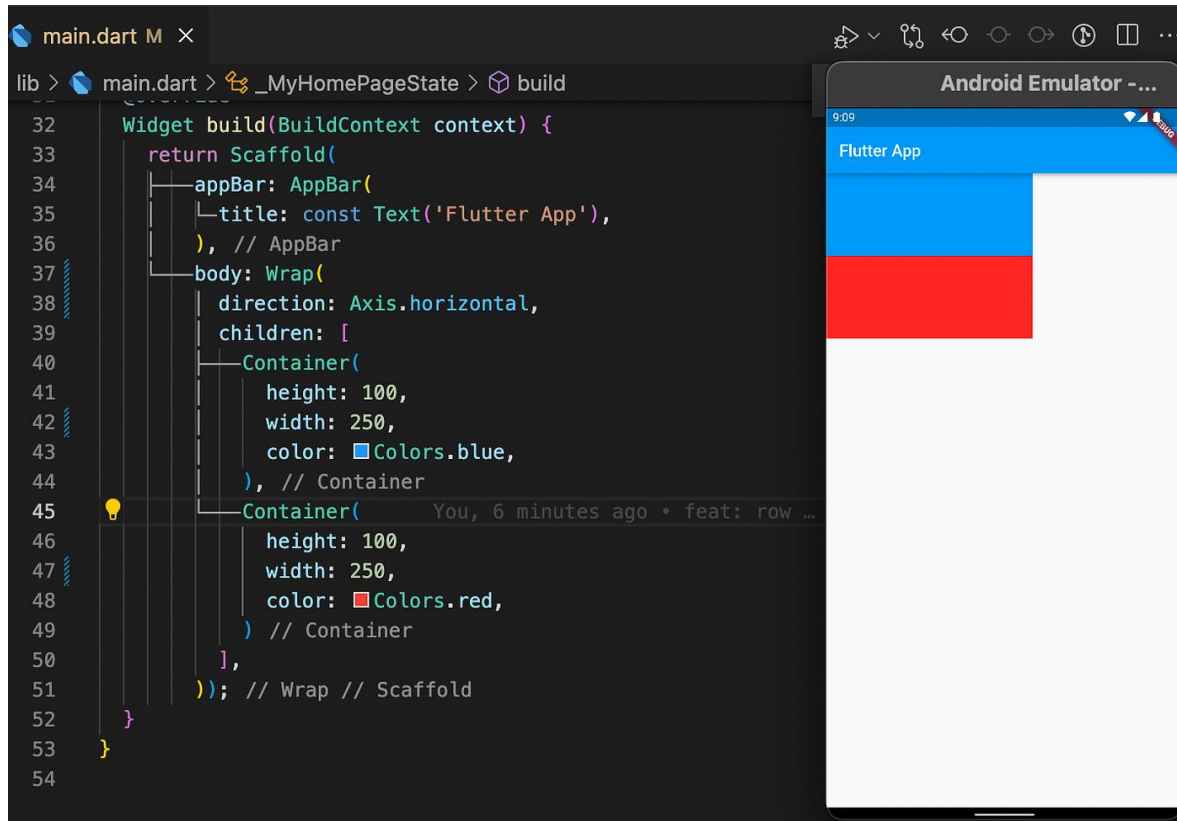 main.dart M
lib > main.dart > _MyHomePageState > build
32 Widget build(BuildContext context) {
33 return Scaffold(
34 appBar: AppBar(
35 title: const Text('Flutter App'),
36 ), // AppBar
37 body: Wrap(
38 direction: Axis.horizontal,
39 children: [
40 Container(
41 height: 100,
42 width: 250,
43 color: Colors.blue,
44 ), // Container
45 Container( You, 6 minutes ago • feat: row …
46 height: 100,
47 width: 250,
48 color: Colors.red,
49 ) // Container
50 ],
51 )); // Wrap // Scaffold
52 }
53 }
54
Android Emulator -...
9:09
DEBUG
Flutter App